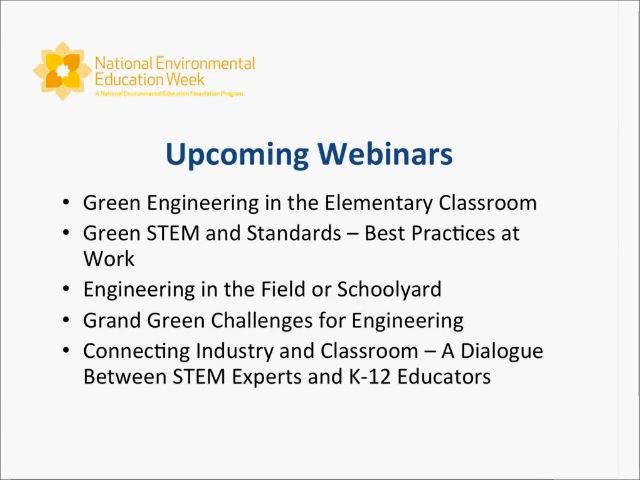 National Environmental
Education Week
A National Environmental Education Foundation Program
Upcoming Webinars
• Green Engineering in the Elementary Classroom
• Green STEM and Standards – Best Practices at
Work
• Engineering in the Field or Schoolyard
• Grand Green Challenges for Engineering
• Connecting Industry and Classroom – A Dialogue
Between STEM Experts and K-12 Educators